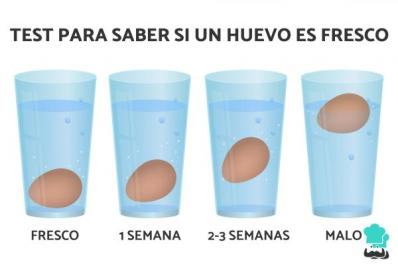 TEST PARA SABER SI UN HUEVO ES FRESCO
FRESCO
1 SEMANA
2-3 SEMANAS
MALO